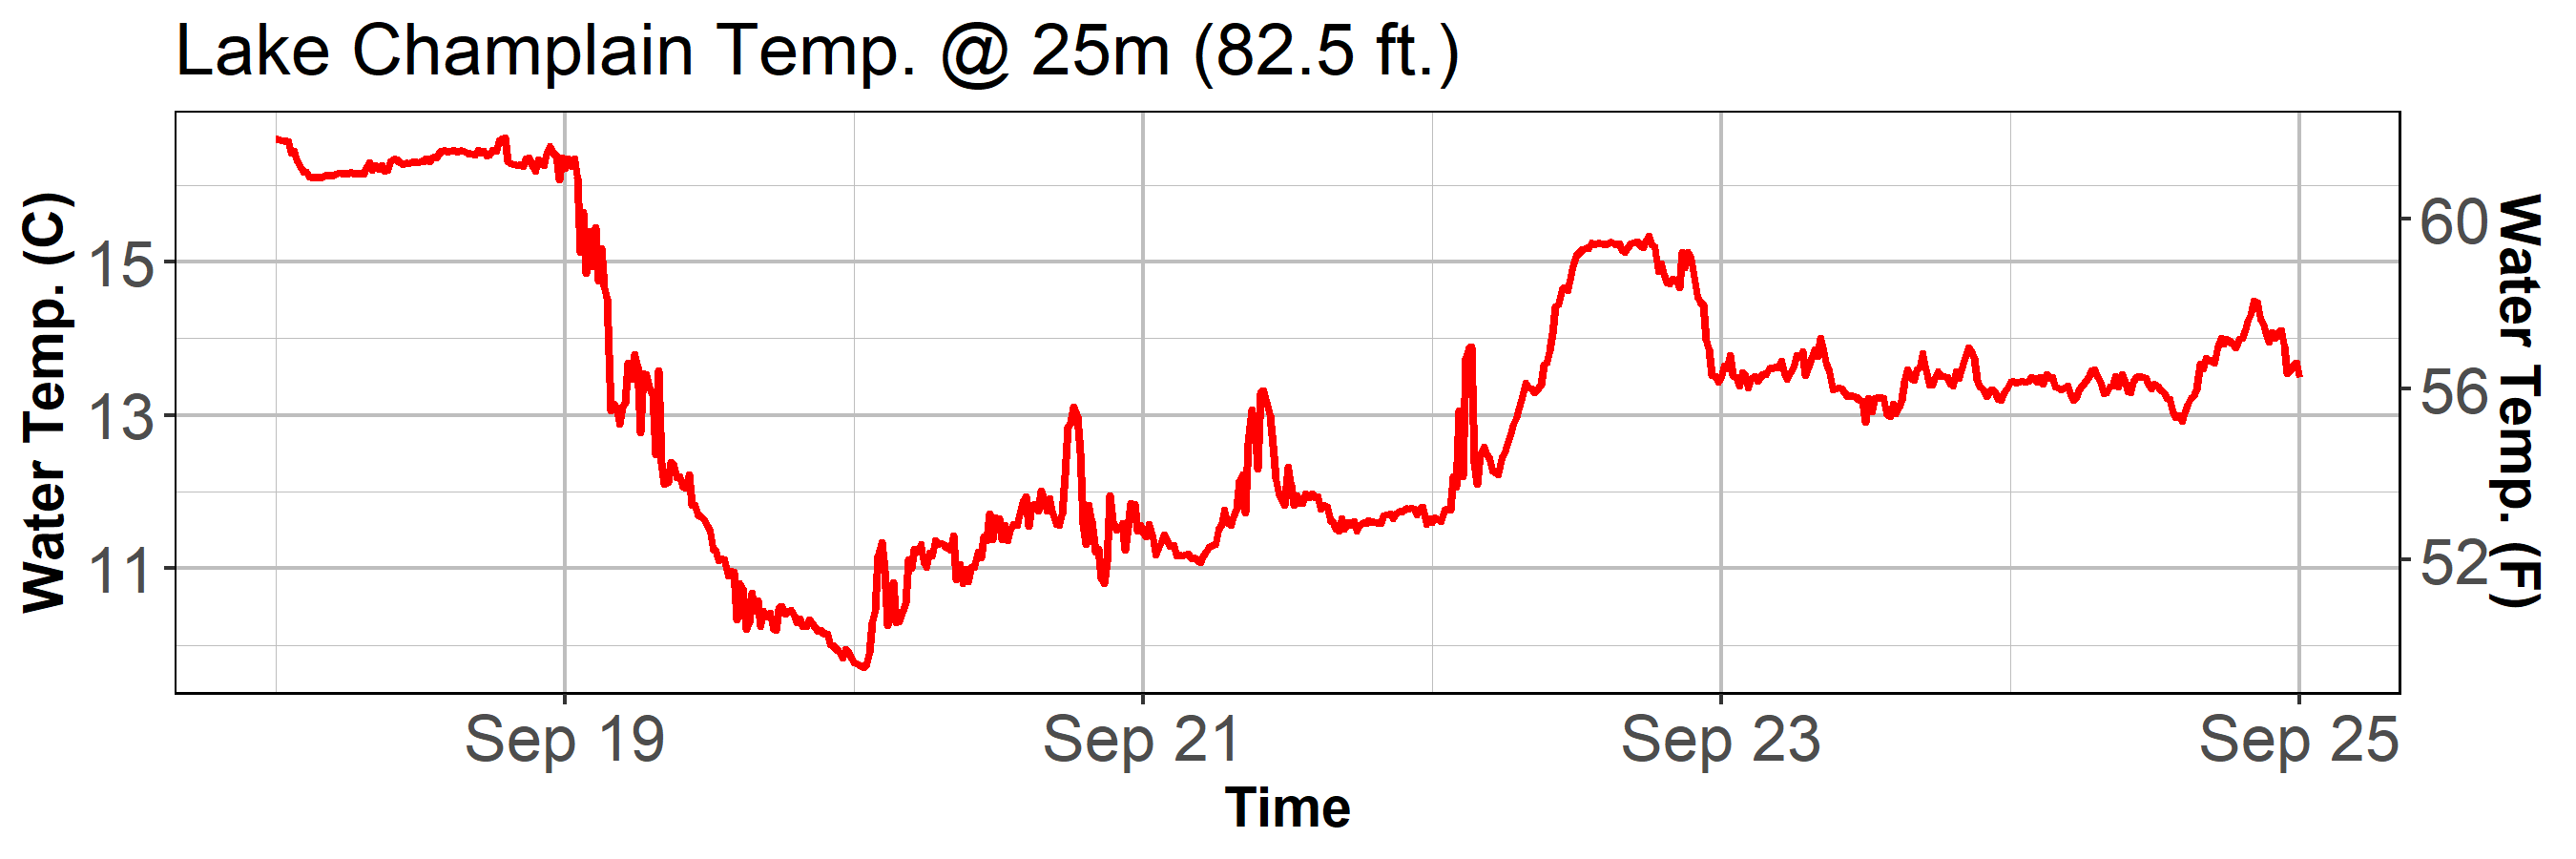 Lake Champlain Temp. @ 25m (82.5 ft.)
Water Temp. (C)
15
13
11
60
56
52
Water Temp. (F)
Sep 19
Sep 21
Sep 23
Sep 25
Time